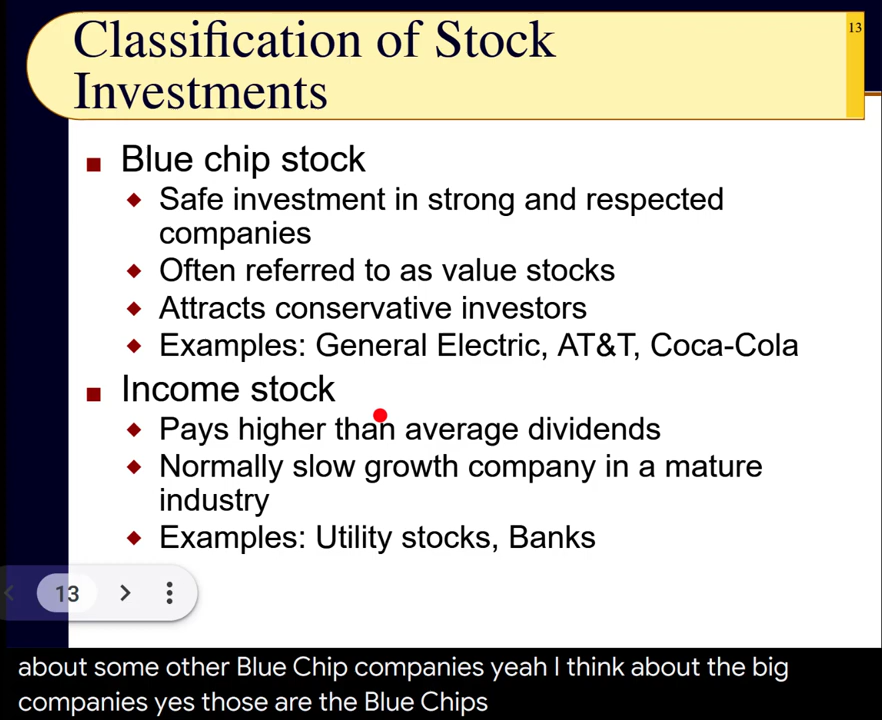 13
Classification of Stock
Investments
Blue chip stock
Safe investment in strong and respected
companies
Often referred to as value stocks
Attracts conservative investors
Examples: General Electric, AT&T, Coca-Cola
Income stock
Pays higher than average dividends
Normally slow growth company in a mature
industry
Examples: Utility stocks, Banks
13
about some other Blue Chip companies yeah I think about the big
companies yes those are the Blue Chips